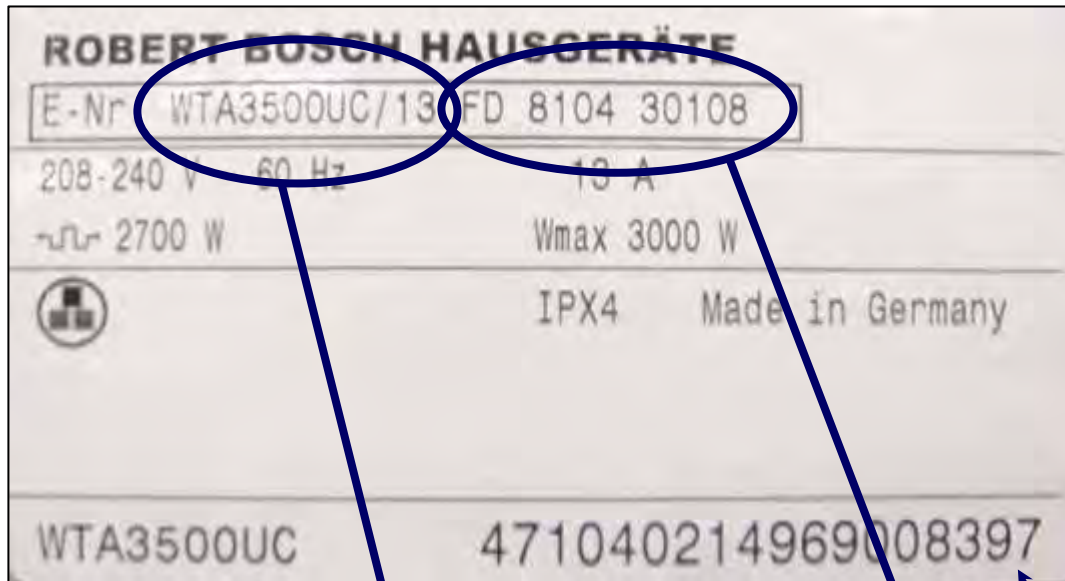 ROBERT BOSCH HAUSGERÄTE
E-Nr WTA3500UC/13 FD 8104 30108
208-240 V 60 Hz 13 A
2700 W Wmax 3000 W
IPX4 Made in Germany
WTA3500UC 471040214969008397